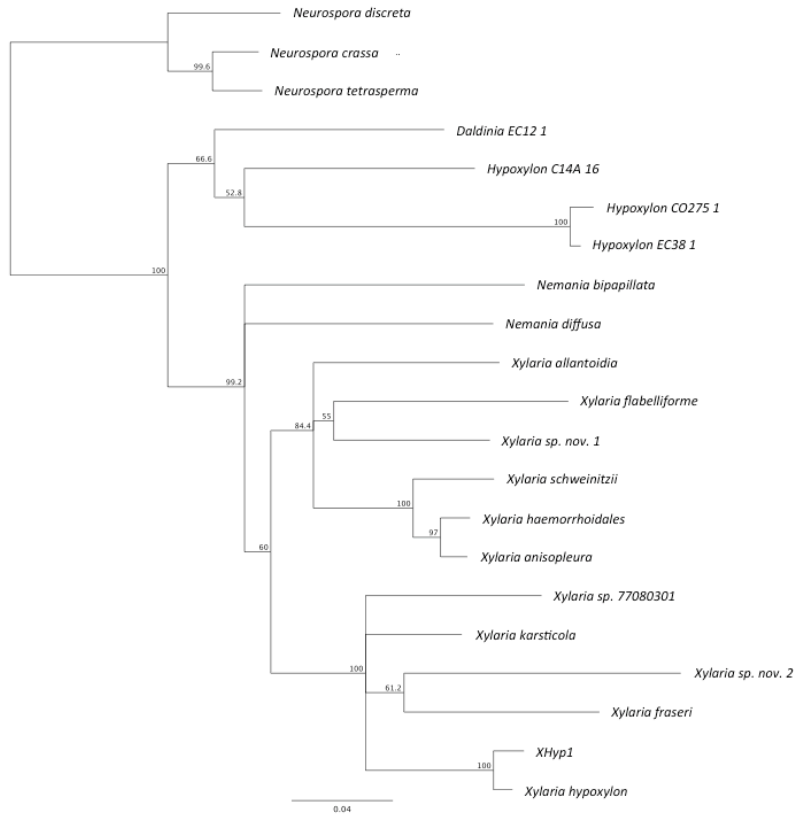 Neurospora discreta
Neurospora crassa ..
99.6
Neurospora tetrasperma
Daldinia EC12 1
66.6
Hypoxylon C14A 16
52.8
Hypoxylon CO275 1
100
Hypoxylon EC38 1
100
Nemania bipapillata
Nemania diffusa
Xylaria allantoidia
99.2
Xylaria flabelliforme
55
84.4
Xylaria sp. nov. 1
Xylaria schweinitzii
100
Xylaria haemorrhoidales
97
60
Xylaria anisopleura
Xylaria sp. 77080301
Xylaria karsticola
100
Xylaria sp. nov. 2
61.2
Xylaria fraseri
XHyp1
100
Xylaria hypoxylon
0.04